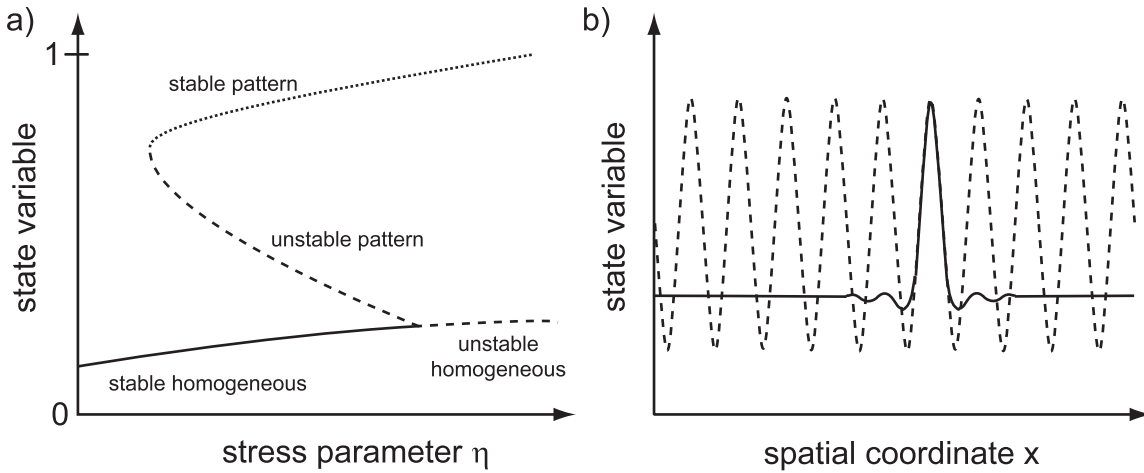 a)
1
stable pattern
unstable pattern
stable homogeneous
unstable
homogeneous
0
state variable
stress parameter η
b)
state variable
spatial coordinate x